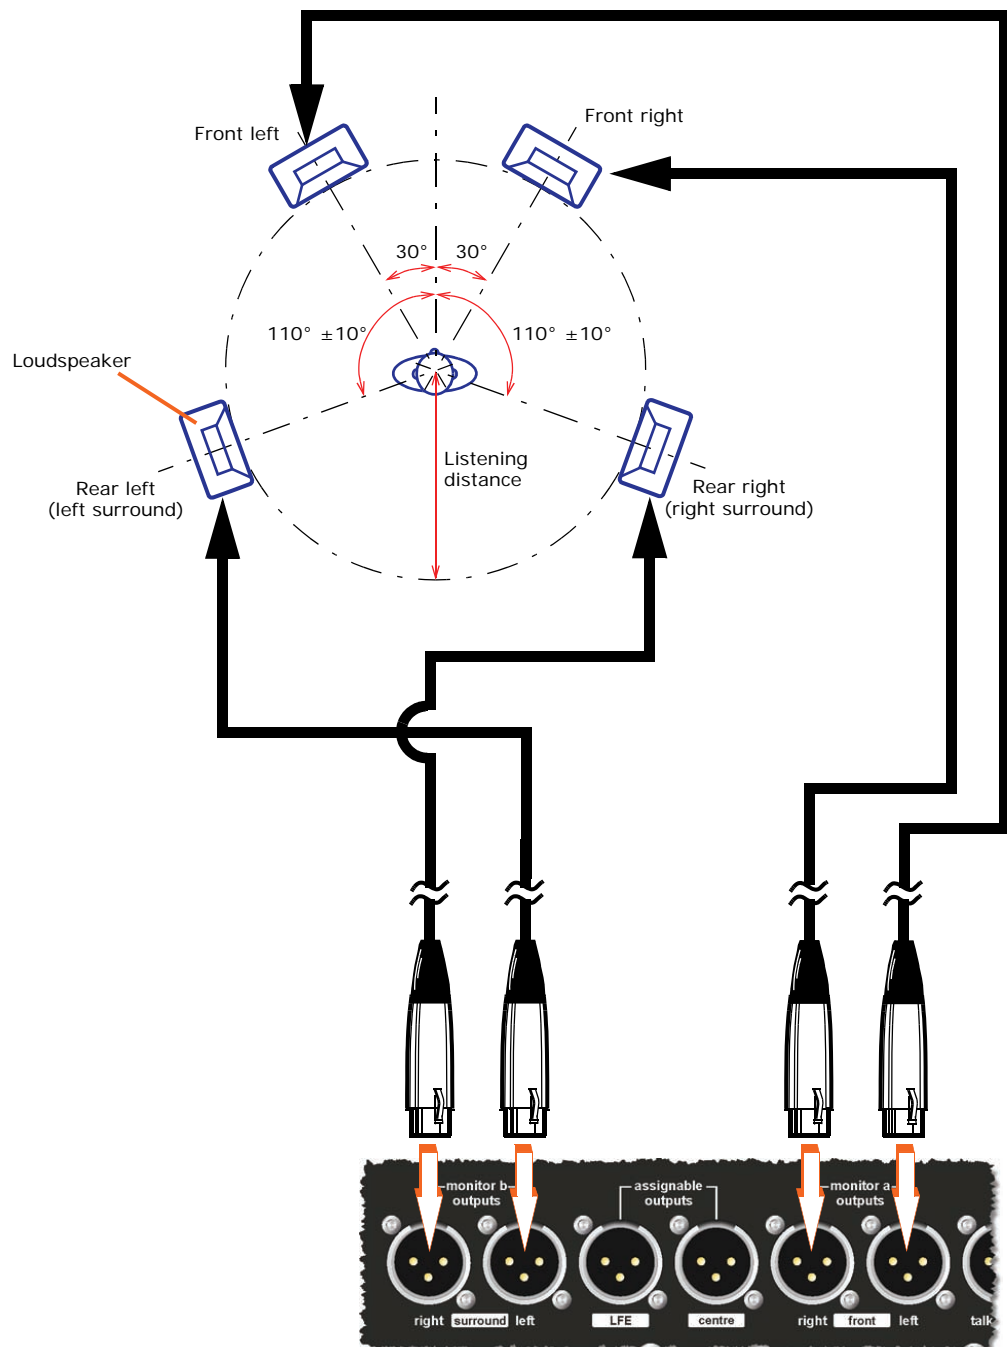 Front left
Front right
30°
30°
110° ±10°
110° ±10°
Loudspeaker
Listening
distance
Rear left
(left surround)
Rear right
(right surround)
monitor b
outputs
assignable
outputs
monitor a
outputs
right
surround
left
LFE
centre
right
front
left
talk